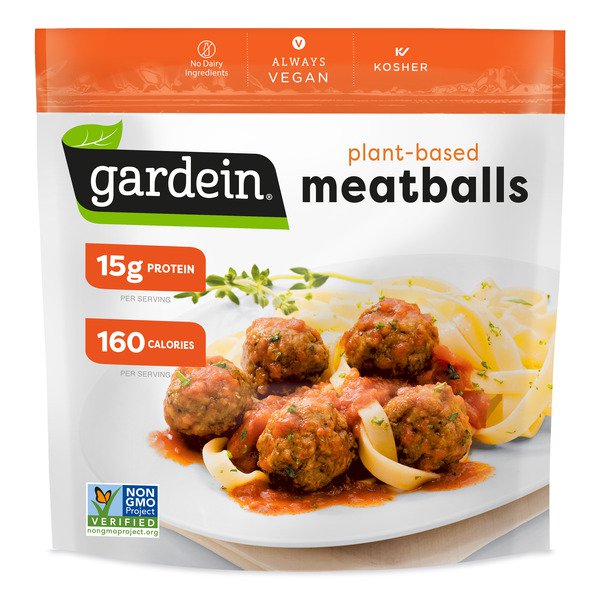 No Dairy
Ingredients
V
ALWAYS
VEGAN
KOSHER
gardein®
plant-based
meatballs
15g PROTEIN
PER SERVING
160 CALORIES
PER SERVING
NON
GMO
Project
VERIFIED
nongmoproject.org